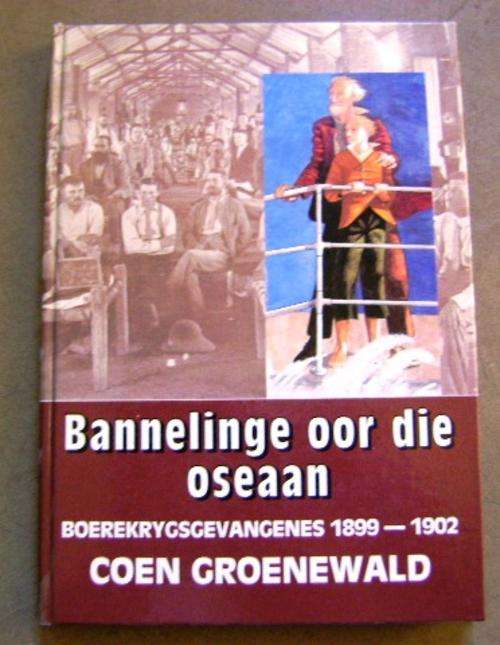 Bannelinge oor die
oseaan
BOEREKRYGSGEVANGENES 1899 — 1902
COEN GROENEWALD